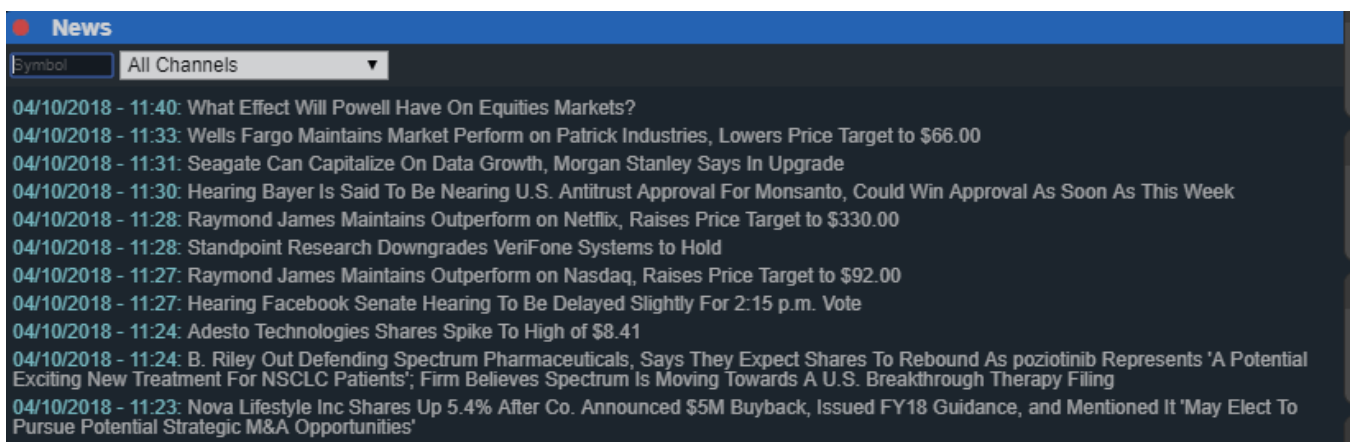 News
Symbol
All Channels
04/10/2018 - 11:40: What Effect Will Powell Have On Equities Markets?
04/10/2018 - 11:33: Wells Fargo Maintains Market Perform on Patrick Industries, Lowers Price Target to $66.00
04/10/2018 - 11:31: Seagate Can Capitalize On Data Growth, Morgan Stanley Says In Upgrade
04/10/2018 - 11:30: Hearing Bayer Is Said To Be Nearing U.S. Antitrust Approval For Monsanto, Could Win Approval As Soon As This Week
04/10/2018 - 11:28: Raymond James Maintains Outperform on Netflix, Raises Price Target to $330.00
04/10/2018 - 11:28: Standpoint Research Downgrades VeriFone Systems to Hold
04/10/2018 - 11:27: Raymond James Maintains Outperform on Nasdaq, Raises Price Target to $92.00
04/10/2018 - 11:27: Hearing Facebook Senate Hearing To Be Delayed Slightly For 2:15 p.m. Vote
04/10/2018 - 11:24: Adesto Technologies Shares Spike To High of $8.41
04/10/2018 - 11:24: B. Riley Out Defending Spectrum Pharmaceuticals, Says They Expect Shares To Rebound As poziotinib Represents 'A Potential
Exciting New Treatment For NSCLC Patients'; Firm Believes Spectrum Is Moving Towards A U.S. Breakthrough Therapy Filing
04/10/2018 - 11:23: Nova Lifestyle Inc Shares Up 5.4% After Co. Announced $5M Buyback, Issued FY18 Guidance, and Mentioned It 'May Elect To
Pursue Potential Strategic M&A Opportunities'